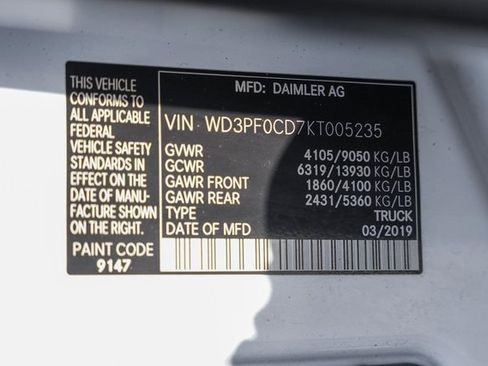 THIS VEHICLE
CONFORMS TO
ALL APPLICABLE
FEDERAL
VEHICLE SAFETY
STANDARDS IN
EFFECT ON THE
DATE OF MANU-
FACTURE SHOWN
ON THE RIGHT.
PAINT CODE
9147
MFD: DAIMLER AG
VIN WD3PF0CD7KT005235
GVWR 4105/9050 KG/LB
GCWR 6319/13930 KG/LB
GAWR FRONT 1860/4100 KG/LB
GAWR REAR 2431/5360 KG/LB
TYPE TRUCK
DATE OF MFD 03/2019